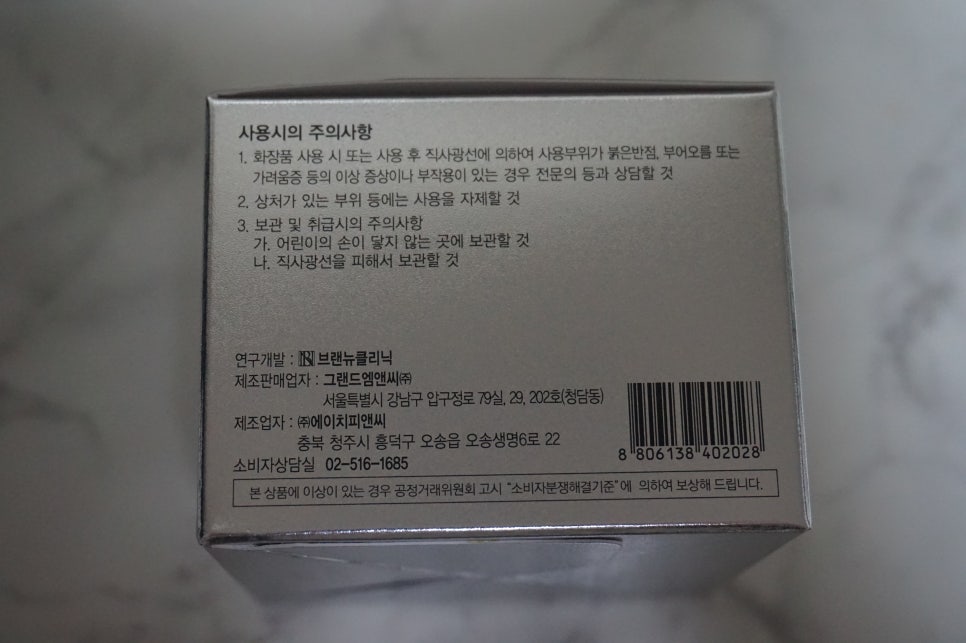 사용시의 주의사항
1. 화장품 사용 시 또는 사용 후 직사광선에 의하여 사용부위가 붉은반점, 부어오름 또는
가려움증 등의 이상 증상이나 부작용이 있는 경우 전문의 등과 상담할 것
2. 상처가 있는 부위 등에는 사용을 자제할 것
3. 보관 및 취급시의 주의사항
가. 어린이의 손이 닿지 않는 곳에 보관할 것
나. 직사광선을 피해서 보관할 것
연구개발 : 브랜뉴클리닉
제조판매업자 : 그랜드엠앤씨㈜
서울특별시 강남구 압구정로 79실, 29, 202호(청담동)
제조업자 : ㈜에이치피앤씨
충북 청주시 흥덕구 오송읍 오송생명6로 22
소비자상담실 02-516-1685
8 806138 402028
본 상품에 이상이 있는 경우 공정거래위원회 고시 "소비자분쟁해결기준"에 의하여 보상해 드립니다.